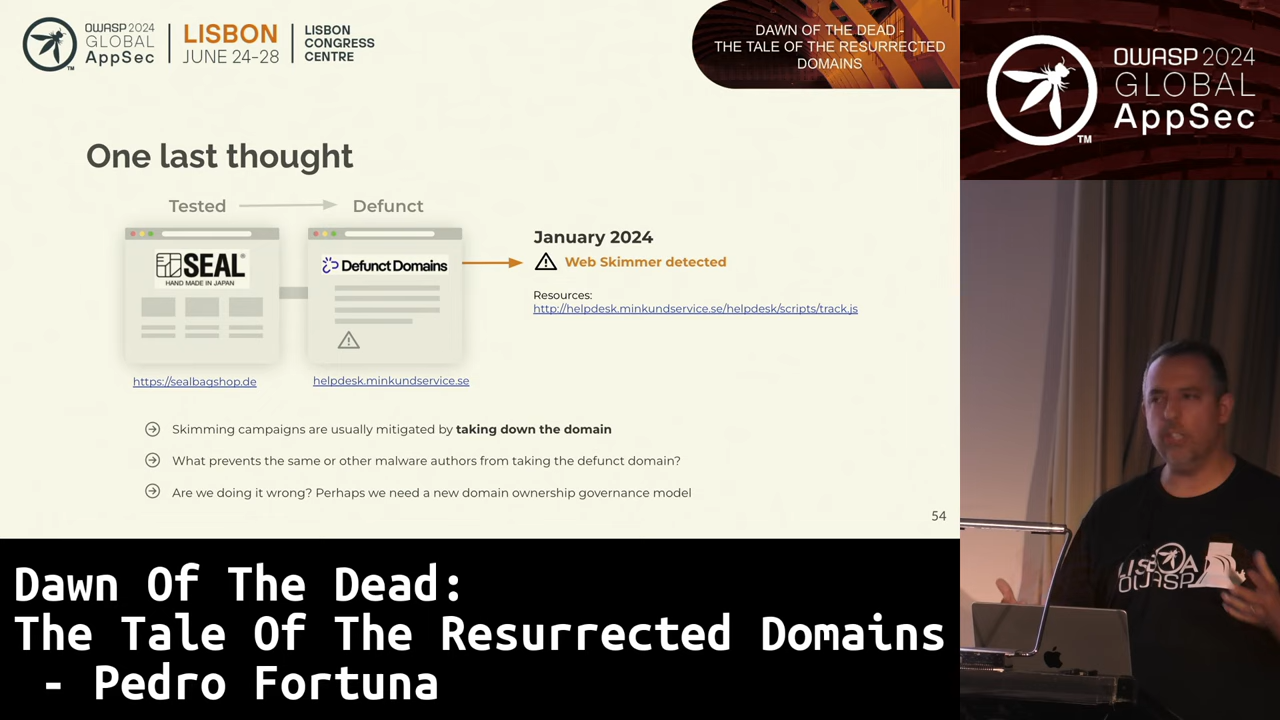 OWASP 2024
GLOBAL
AppSec
TM
LISBON
JUNE 24-28
LISBON
CONGRESS
CENTRE
DAWN OF THE DEAD -
THE TALE OF THE RESURRECTED
DOMAINS
OWASP 2024
GLOBAL
AppSec
TM
One last thought
Tested
Defunct
SEAL®
HAND MADE IN JAPAN
Defunct Domains
January 2024
Web Skimmer detected
Resources:
http://helpdesk.minkundservice.se/helpdesk/scripts/track.js
https://sealbagshop.de
helpdesk.minkundservice.se
Skimming campaigns are usually mitigated by taking down the domain
What prevents the same or other malware authors from taking the defunct domain?
Are we doing it wrong? Perhaps we need a new domain ownership governance model
54
LISBOA
OWASP
Dawn Of The Dead:
The Tale Of The Resurrected Domains
- Pedro Fortuna